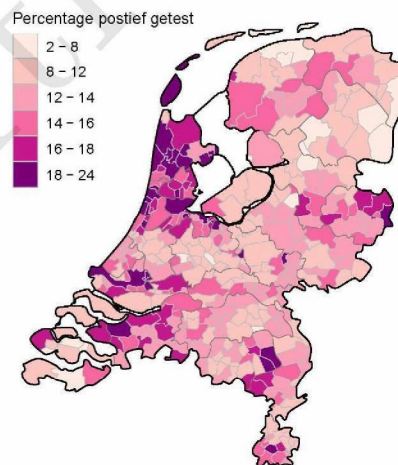 Percentage postief getest
2 – 8
8 – 12
12 – 14
14 – 16
16 – 18
18 – 24